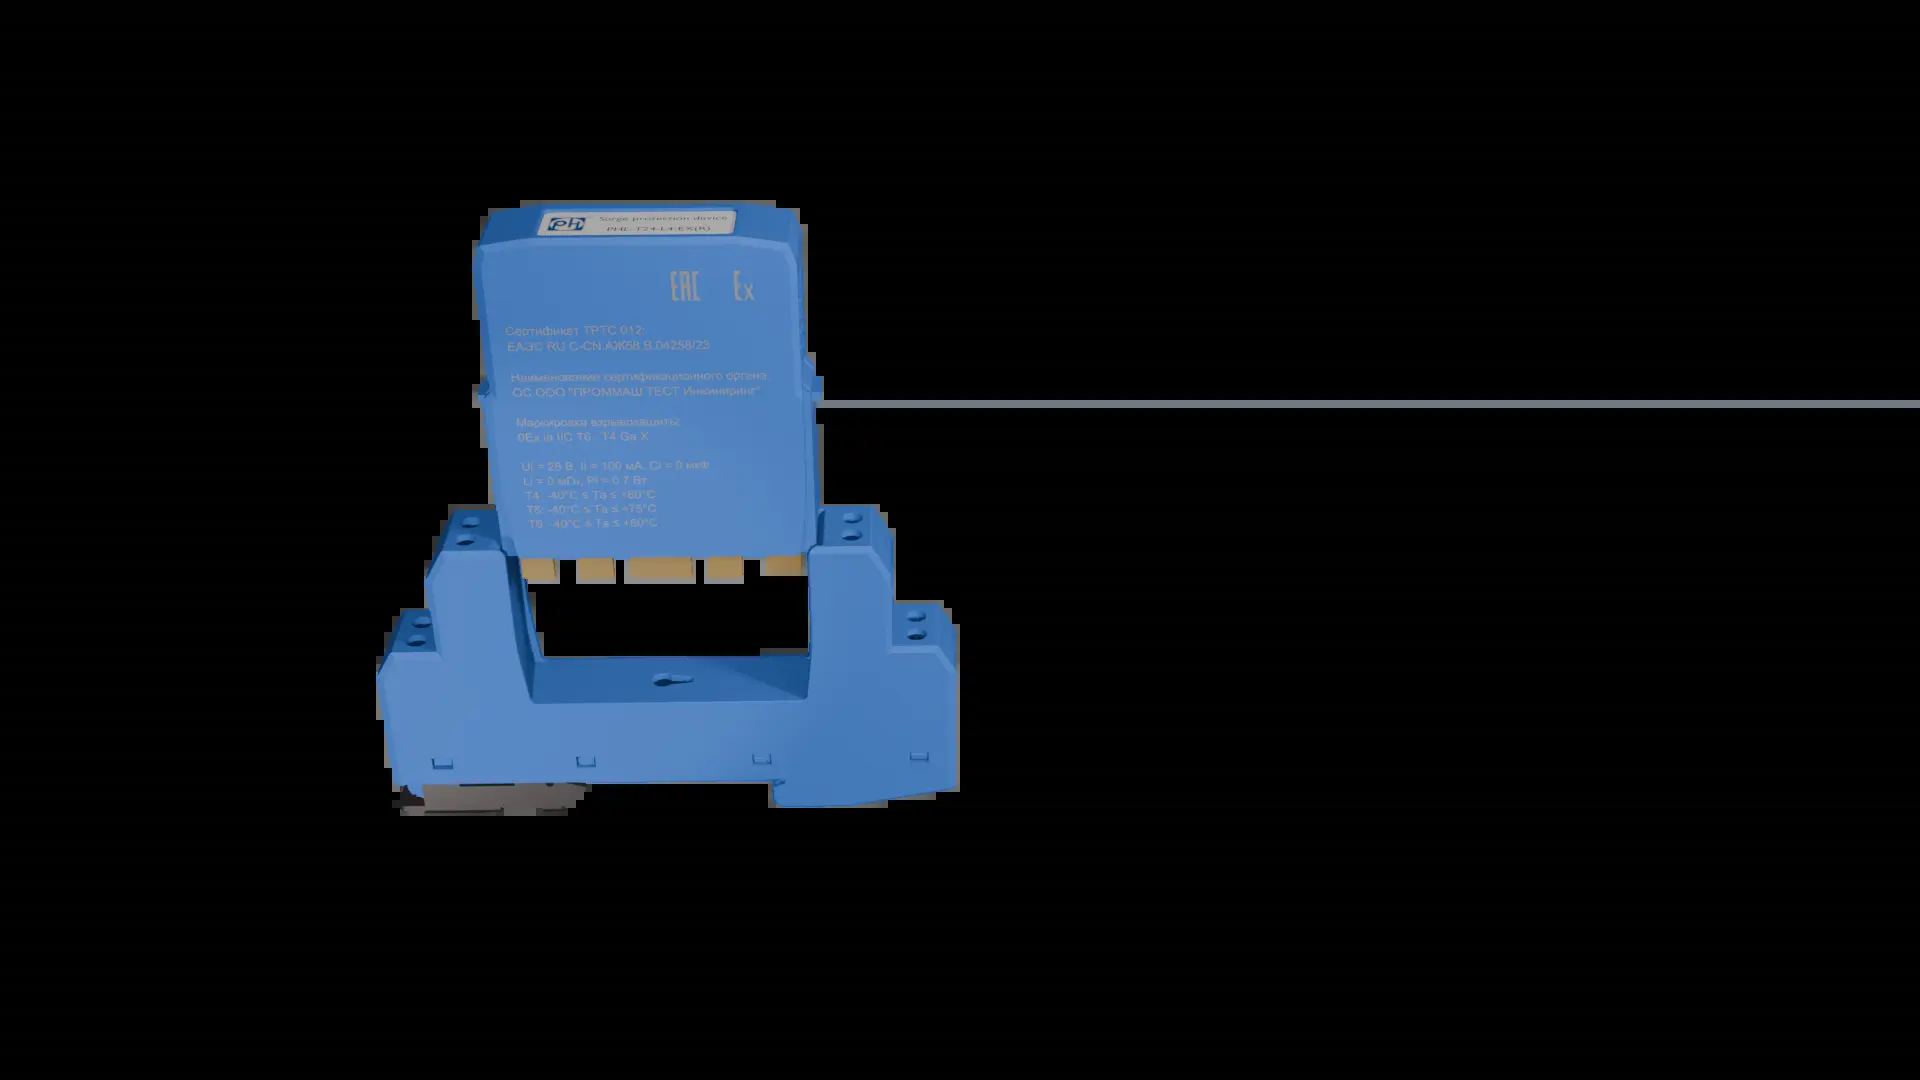 ph Surge protection device
PHL-T24-L4-EX(R)
EAC Ex
Сертификат ТРТС 012:
ЕАЭС RU C-CN.АЖ58.В.04258/23
Наименование сертификационного органа:
ОС ООО "ПРОММАШ ТЕСТ Инжиниринг"
Маркировка взрывозащиты:
0Ex ia IIC T6...T4 Ga X
Ui = 28 В, Ii = 100 мА, Ci = 0 мкФ
Li = 0 мГн, Pi = 0.7 Вт
T4: -40°C ≤ Ta ≤ +80°C
T5: -40°C ≤ Ta ≤ +75°C
T6: -40°C ≤ Ta ≤ +60°C